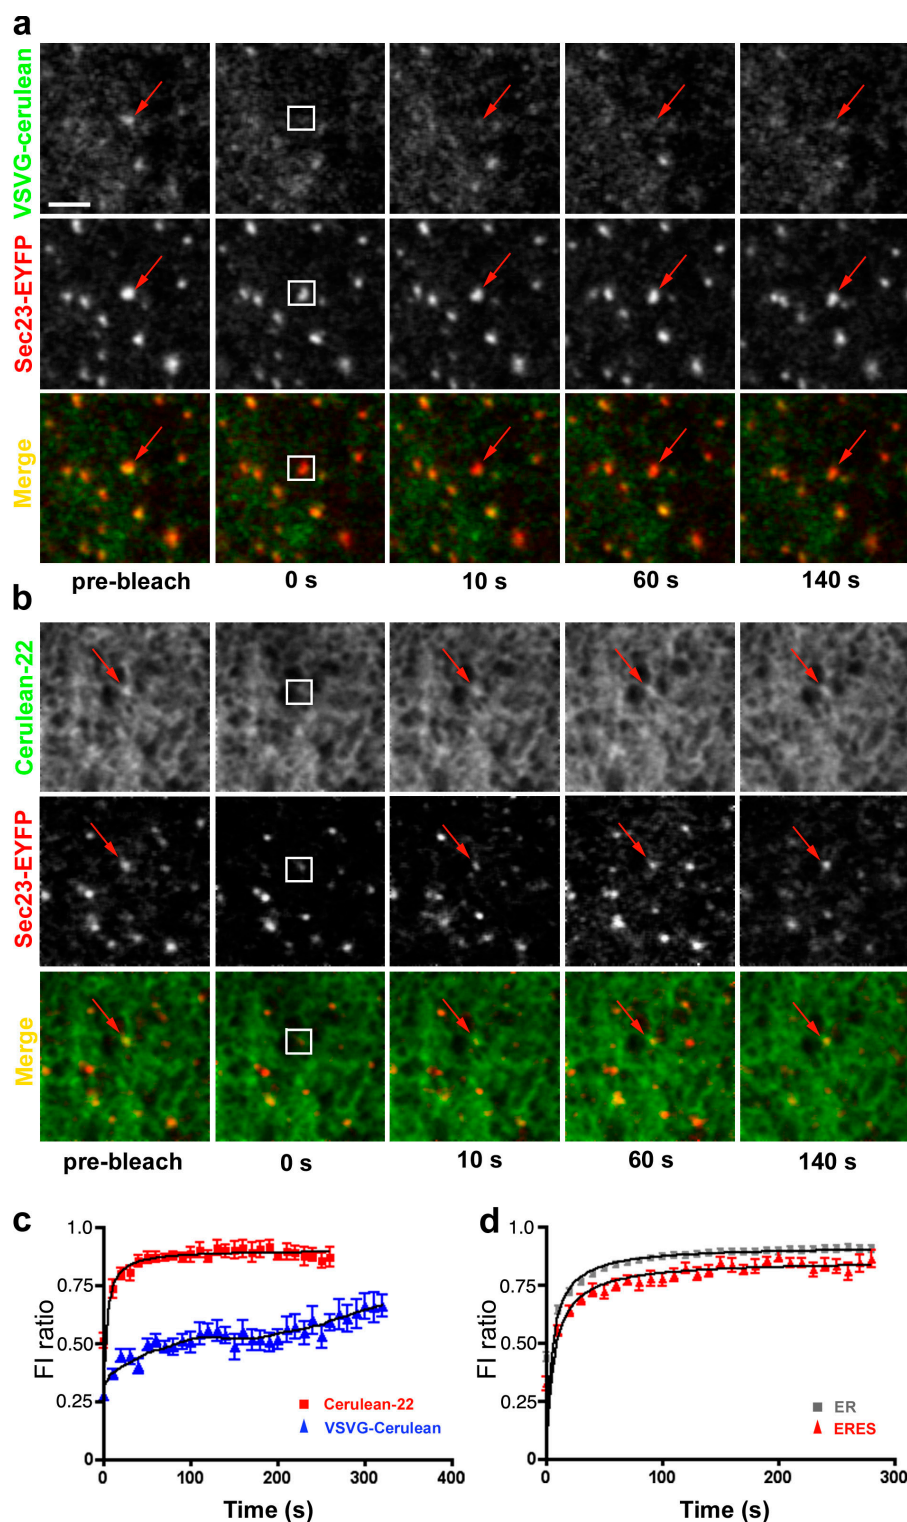 a
VSVG-cerulean
Sec23-EYFP
Merge
pre-bleach 0 s 10 s 60 s 140 s
b
Cerulean-22
Sec23-EYFP
Merge
pre-bleach 0 s 10 s 60 s 140 s
c
1.0
0.75
0.50
0.25
0
FI ratio
Cerulean-22
VSVG-Cerulean
0 100 200 300 400
Time (s)
d
1.0
0.75
0.50
0.25
0
FI ratio
ER
ERES
0 100 200 300
Time (s)